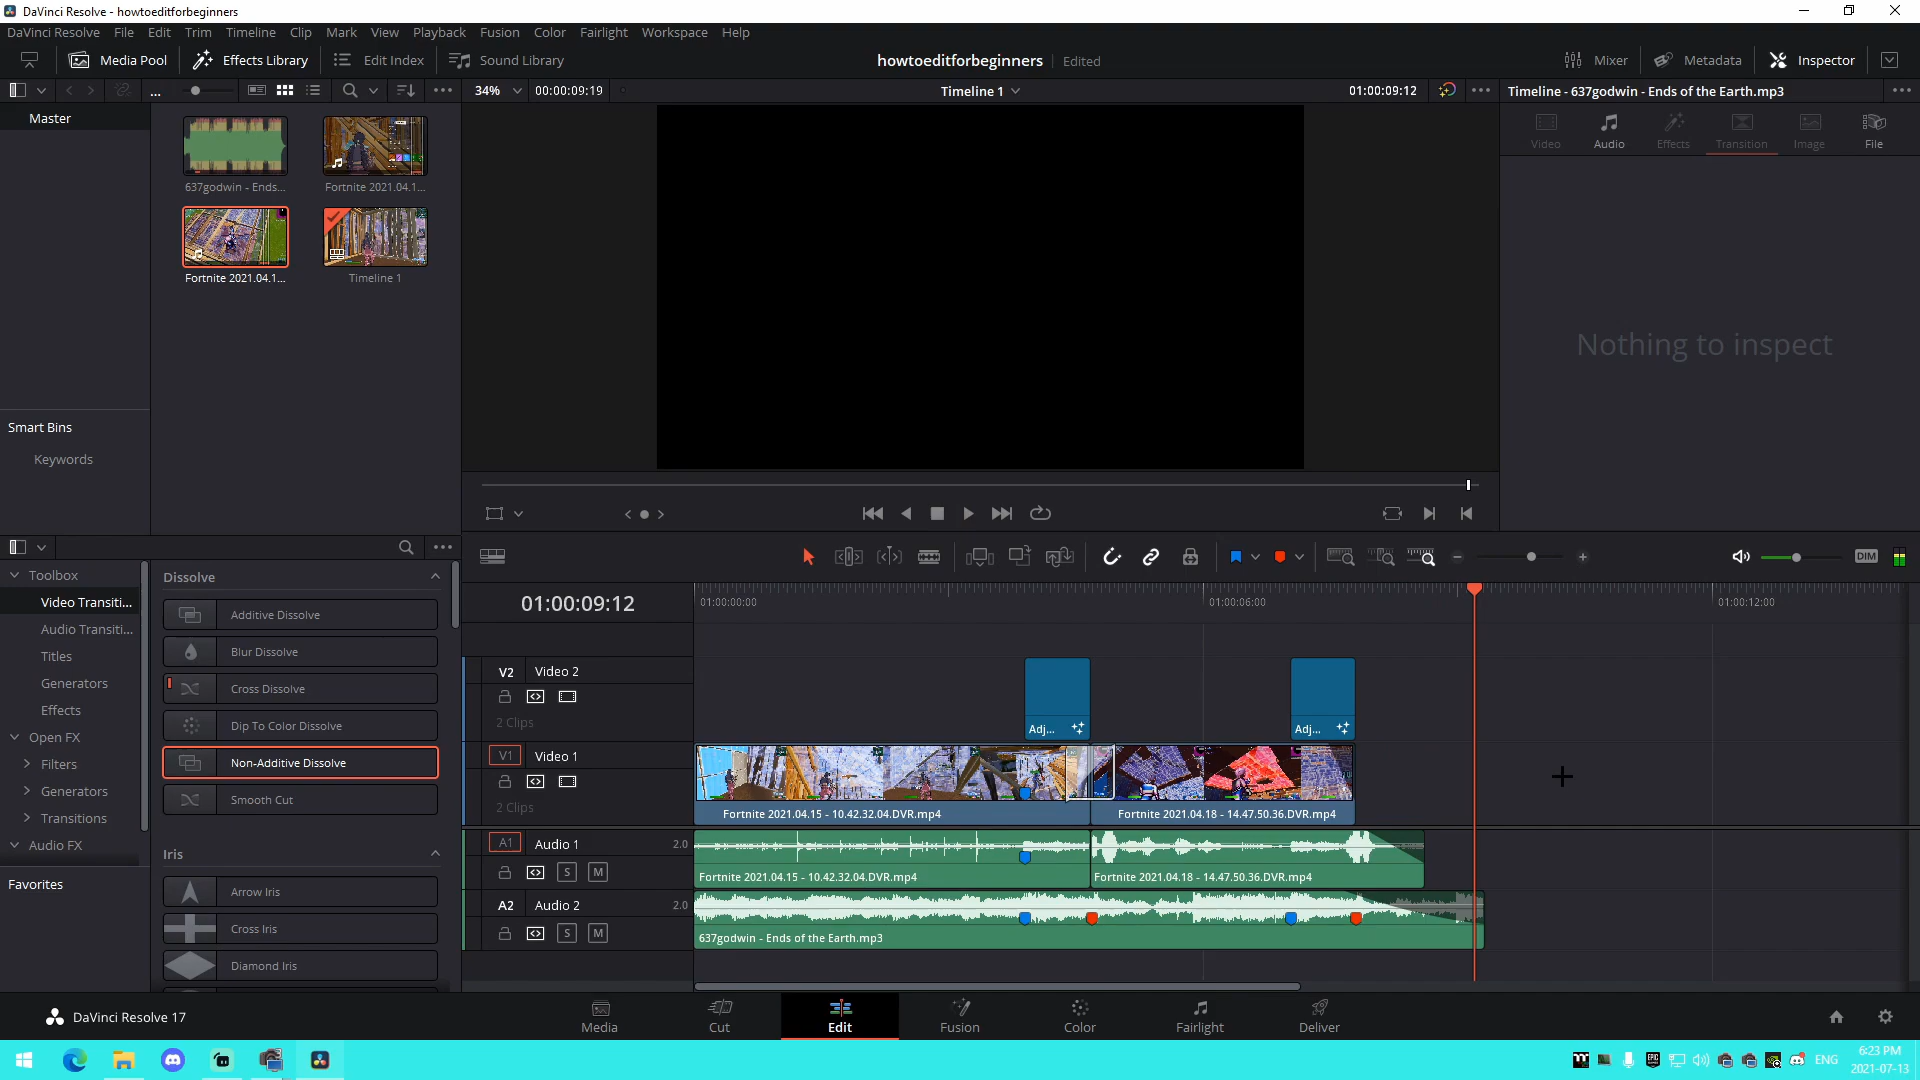 DaVinci Resolve - howtoeditforbeginners
DaVinci Resolve File Edit Trim Timeline Clip Mark View Playback Fusion Color Fairlight Workspace Help
Media Pool Effects Library Edit Index Sound Library howtoeditforbeginners Edited Mixer Metadata Inspector
... 34% 00:00:09:19 Timeline 1 01:00:09:12 Timeline - 637godwin - Ends of the Earth.mp3
Master
Video Audio Effects Transition Image File
637godwin - Ends... Fortnite 2021.04.1...
Fortnite 2021.04.1... Timeline 1
Nothing to inspect
Smart Bins
Keywords
Toolbox
Video Transiti...
Audio Transiti...
Titles
Generators
Effects
Open FX
Filters
Generators
Transitions
Audio FX
Favorites
Dissolve
Additive Dissolve
Blur Dissolve
Cross Dissolve
Dip To Color Dissolve
Non-Additive Dissolve
Smooth Cut
Iris
Arrow Iris
Cross Iris
Diamond Iris
DIM
01:00:09:12 01:00:00:00 01:00:06:00 01:00:12:00
V2 Video 2
2 Clips
Adj... Adj...
V1 Video 1
2 Clips
Fortnite 2021.04.15 - 10.42.32.04.DVR.mp4 Fortnite 2021.04.18 - 14.47.50.36.DVR.mp4
A1 Audio 1 2.0
S M
Fortnite 2021.04.15 - 10.42.32.04.DVR.mp4 Fortnite 2021.04.18 - 14.47.50.36.DVR.mp4
A2 Audio 2 2.0
S M
637godwin - Ends of the Earth.mp3
DaVinci Resolve 17
Media Cut Edit Fusion Color Fairlight Deliver
ENG
6:23 PM
2021-07-13